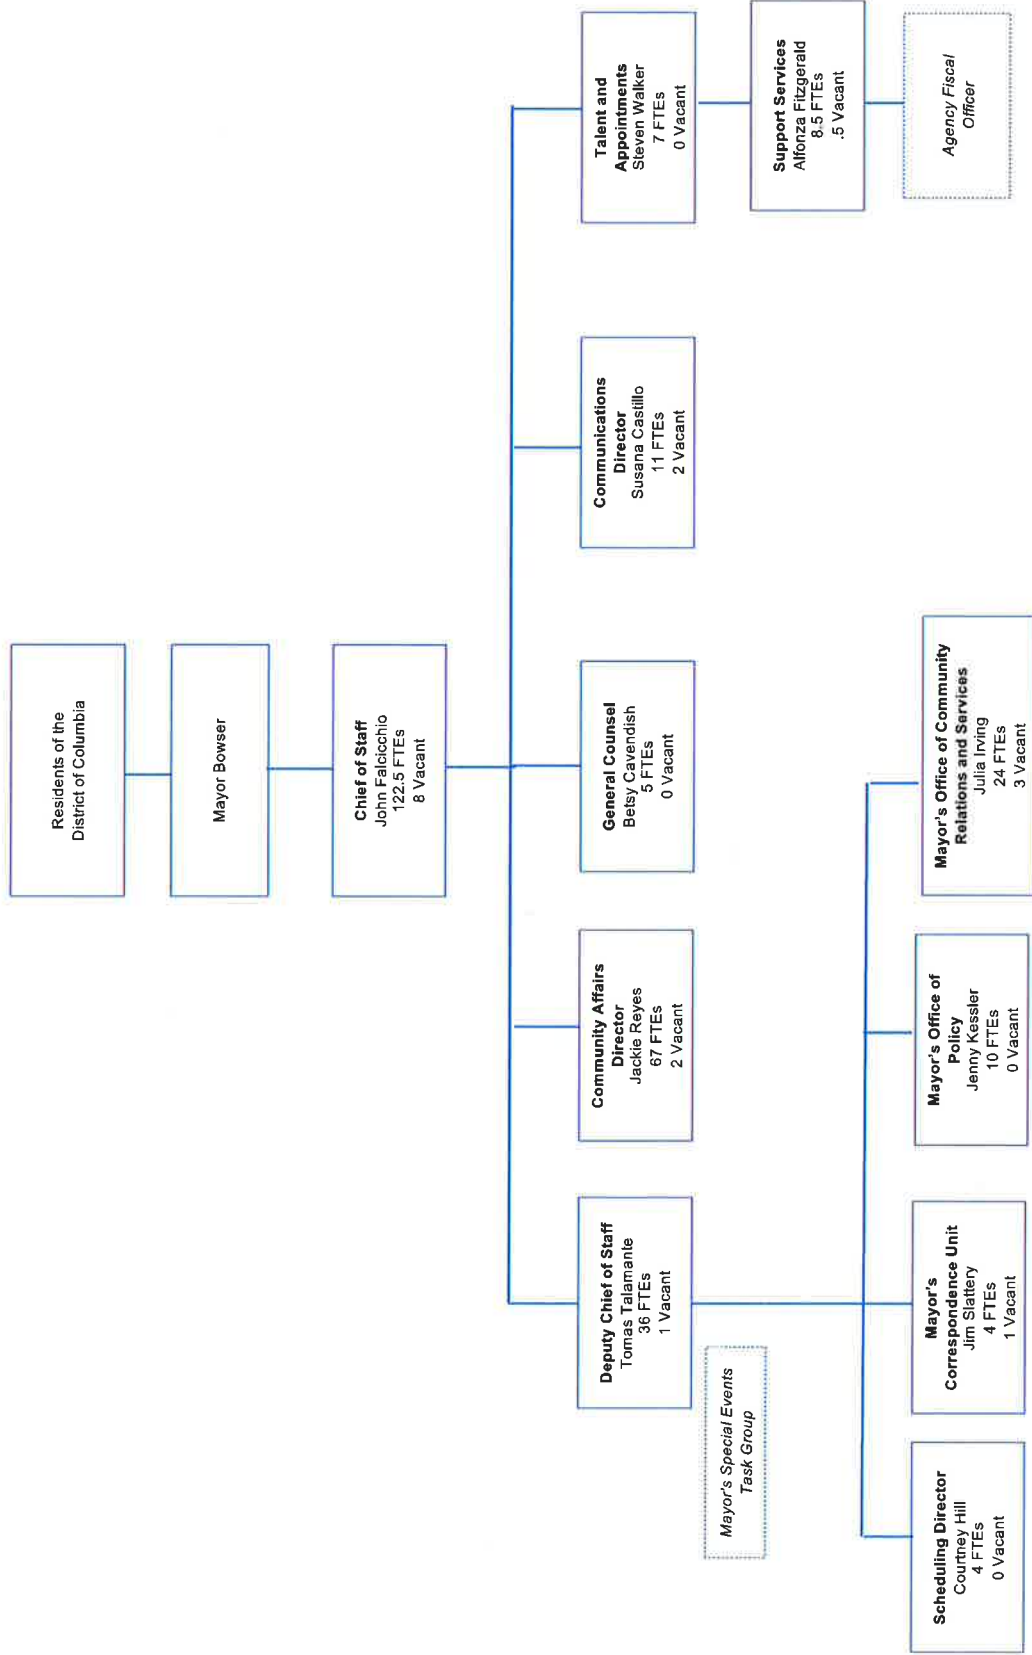 Residents of the
District of Columbia
Mayor Bowser
Chief of Staff
John Falcicchio
122.5 FTEs
8 Vacant
Deputy Chief of Staff
Tomas Talamante
36 FTEs
1 Vacant
Community Affairs
Director
Jackie Reyes
67 FTEs
2 Vacant
General Counsel
Betsy Cavendish
5 FTEs
0 Vacant
Communications
Director
Susana Castillo
11 FTEs
2 Vacant
Talent and
Appointments
Steven Walker
7 FTEs
0 Vacant
Mayor's Special Events
Task Group
Support Services
Alfonza Fitzgerald
8.5 FTEs
.5 Vacant
Agency Fiscal
Officer
Scheduling Director
Courtney Hill
4 FTEs
0 Vacant
Mayor's
Correspondence Unit
Jim Slattery
4 FTEs
1 Vacant
Mayor's Office of
Policy
Jenny Kessler
10 FTEs
0 Vacant
Mayor's Office of Community
Relations and Services
Julia Irving
24 FTEs
3 Vacant